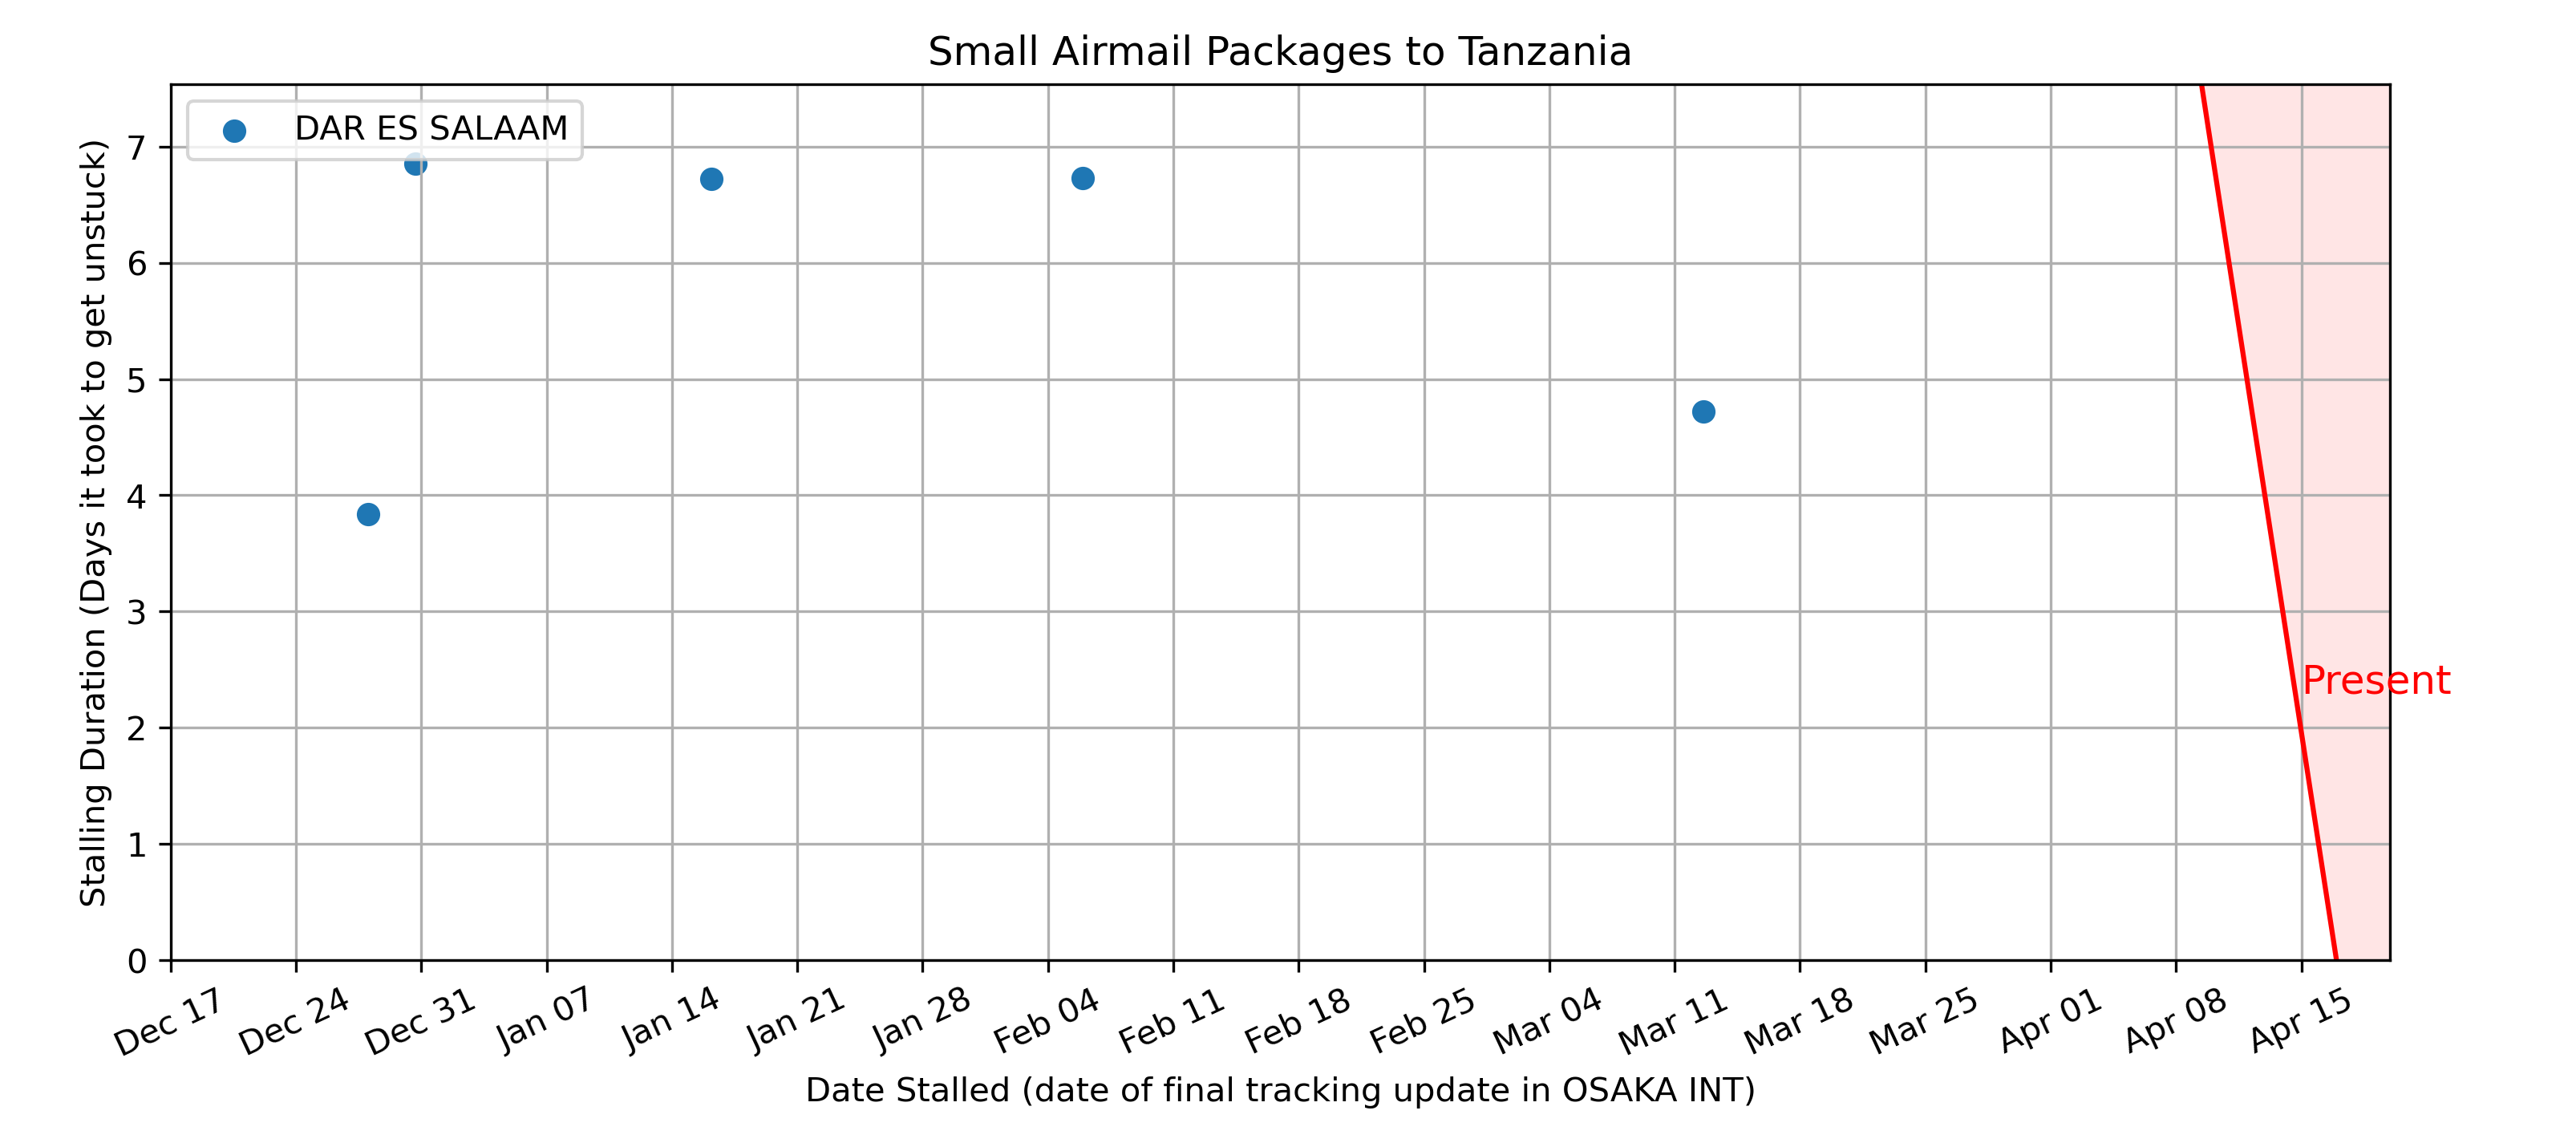 Small Airmail Packages to Tanzania
DAR ES SALAAM
Stalling Duration (Days it took to get unstuck)
7
6
5
4
3
2
1
0
Present
Dec 17
Dec 24
Dec 31
Jan 07
Jan 14
Jan 21
Jan 28
Feb 04
Feb 11
Feb 18
Feb 25
Mar 04
Mar 11
Mar 18
Mar 25
Apr 01
Apr 08
Apr 15
Date Stalled (date of final tracking update in OSAKA INT)